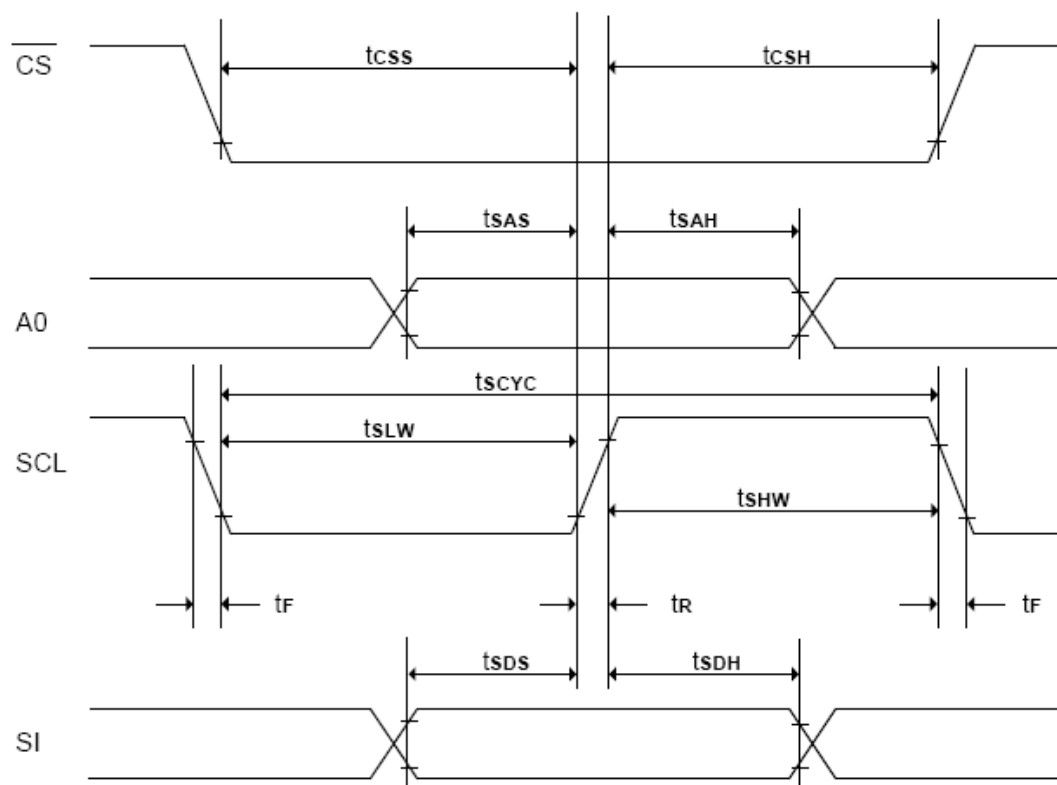 CS
tCSS
tCSH
tSAS
tSAH
A0
tSCYC
tSLW
SCL
tSHW
tF
tR
tF
tSDS
tSDH
SI